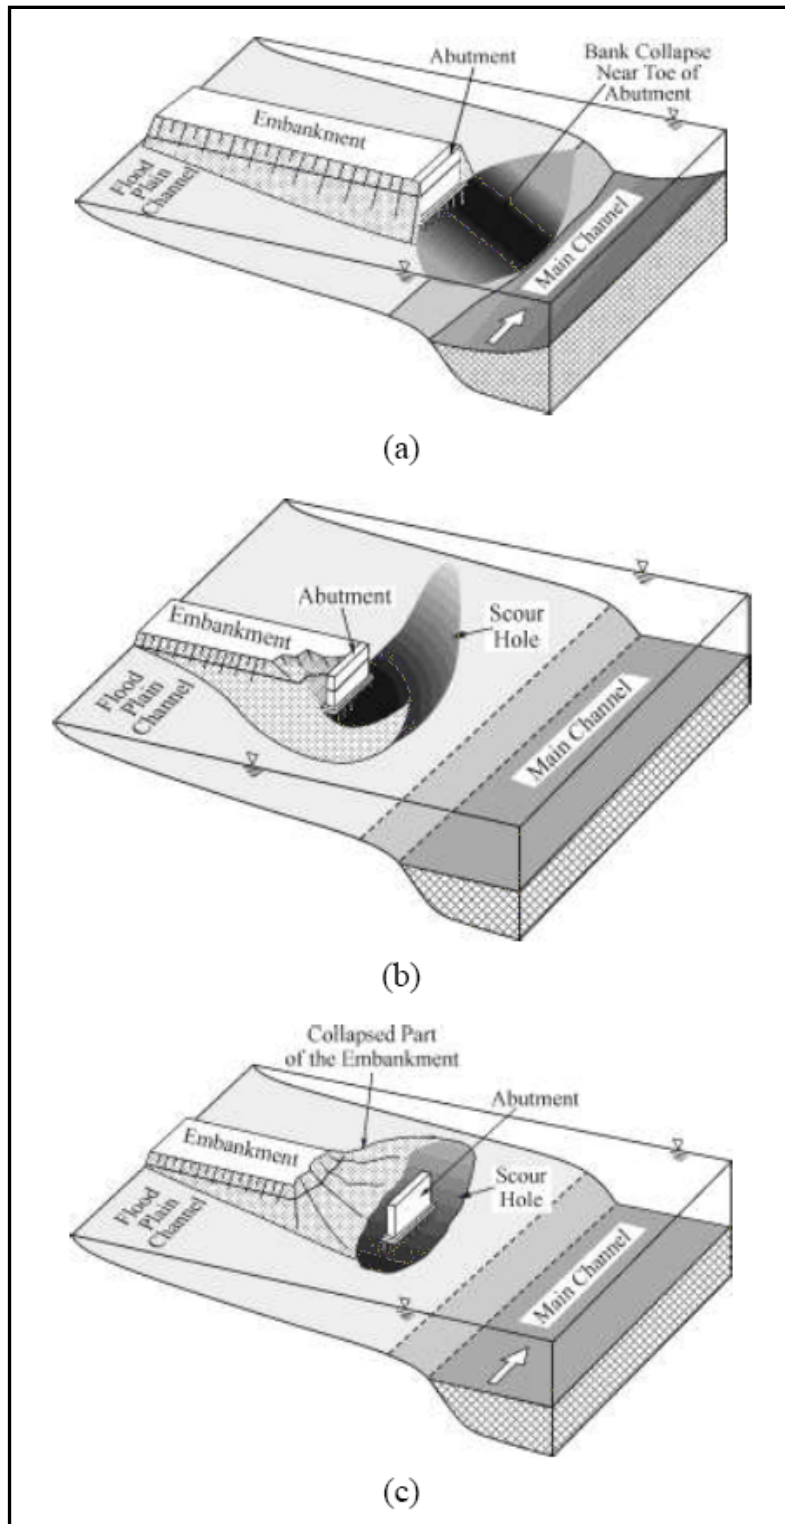 Abutment
Bank Collapse
Near Toe of
Abutment
Embankment
Flood
Plain
Channel
Main Channel
(a)
Abutment
Embankment
Scour
Hole
Flood
Plain
Channel
Main Channel
(b)
Collapsed Part
of the Embankment
Abutment
Embankment
Scour
Hole
Flood
Plain
Channel
Main Channel
(c)